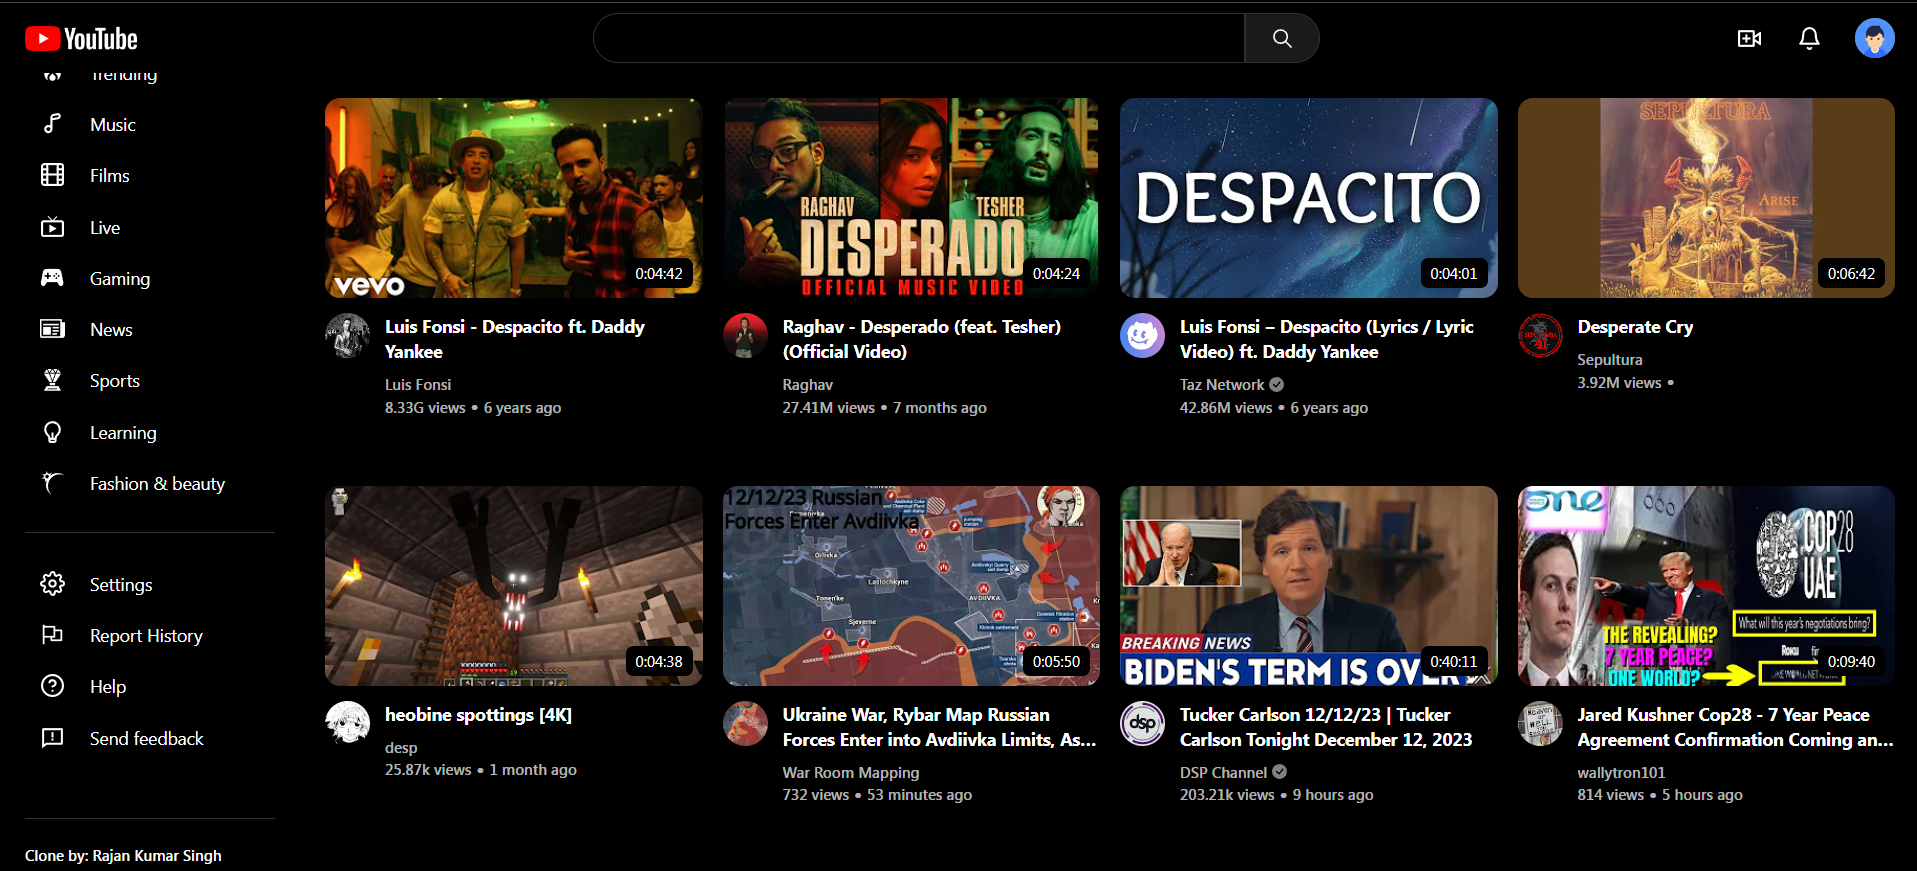 YouTube
Trending
Music
Films
Live
Gaming
News
Sports
Learning
Fashion & beauty
Settings
Report History
Help
Send feedback
Clone by: Rajan Kumar Singh
vevo
0:04:42
Luis Fonsi - Despacito ft. Daddy
Yankee
Luis Fonsi
8.33G views • 6 years ago
RAGHAV
TESHER
DESPERADO
OFFICIAL MUSIC VIDEO
0:04:24
Raghav - Desperado (feat. Tesher)
(Official Video)
Raghav
27.41M views • 7 months ago
DESPACITO
0:04:01
Luis Fonsi – Despacito (Lyrics / Lyric
Video) ft. Daddy Yankee
Taz Network
42.86M views • 6 years ago
SEPULTURA
ARISE
0:06:42
Desperate Cry
Sepultura
3.92M views •
0:04:38
heobine spottings [4K]
desp
25.87k views • 1 month ago
12/12/23 Russian
Forces Enter Avdiivka
Orlivka
Lastochkyne
Tonen'ke
AVDIIVKA
Sjeverne
0:05:50
Ukraine War, Rybar Map Russian
Forces Enter into Avdiivka Limits, As...
War Room Mapping
732 views • 53 minutes ago
BREAKING NEWS
BIDEN'S TERM IS OVER
0:40:11
dsp
Tucker Carlson 12/12/23 | Tucker
Carlson Tonight December 12, 2023
DSP Channel
203.21k views • 9 hours ago
one
COP28
UAE
What will this year's negotiations bring?
THE REVEALING?
7 YEAR PEACE?
ONE WORLD?
Roku
0:09:40
Jared Kushner Cop28 - 7 Year Peace
Agreement Confirmation Coming an...
wallytron101
814 views • 5 hours ago